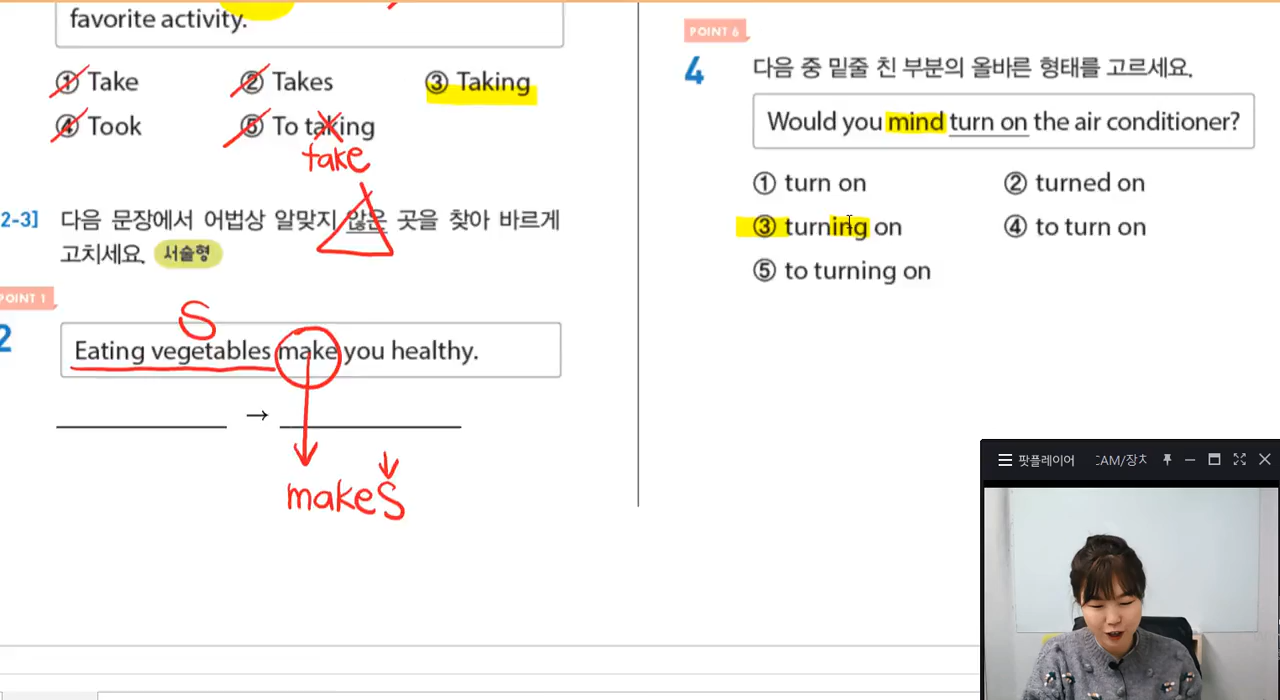 favorite activity.
① Take ② Takes ③ Taking
④ Took ⑤ To taking
take
2-3] 다음 문장에서 어법상 알맞지 않은 곳을 찾아 바르게
고치세요. 서술형
POINT 1
S
2 Eating vegetables make you healthy.
→
makes
POINT 6
4 다음 중 밑줄 친 부분의 올바른 형태를 고르세요.
Would you mind turn on the air conditioner?
① turn on ② turned on
③ turning on ④ to turn on
⑤ to turning on
팟플레이어 CAM/장치